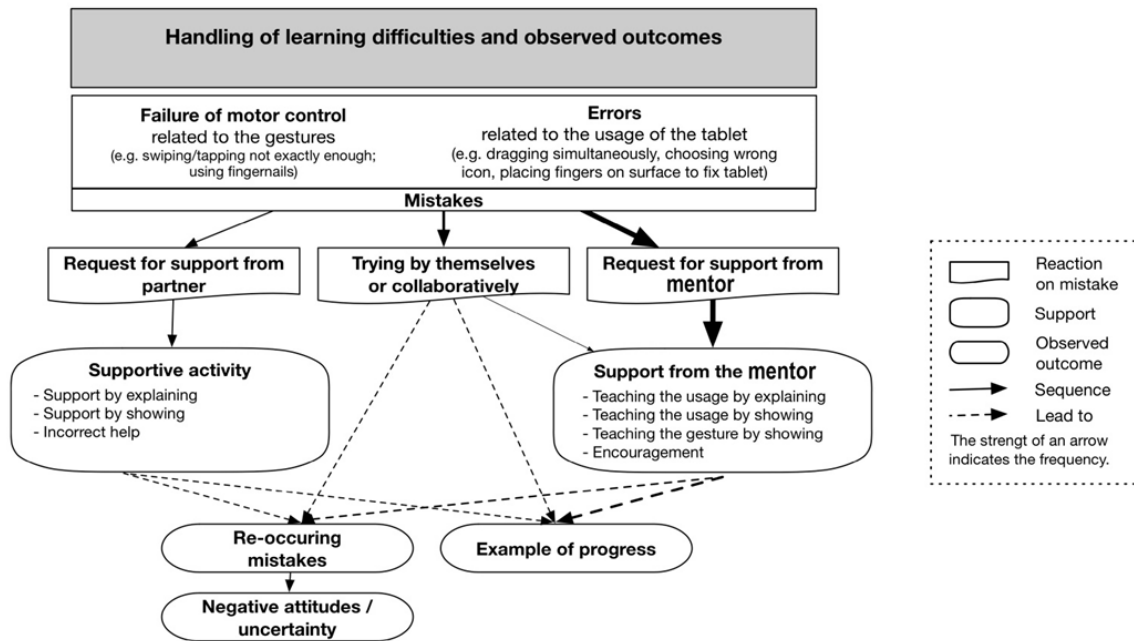 Handling of learning difficulties and observed outcomes
Failure of motor control
related to the gestures
(e.g. swiping/tapping not exactly enough;
using fingernails)
Errors
related to the usage of the tablet
(e.g. dragging simultaneously, choosing wrong
icon, placing fingers on surface to fix tablet)
Mistakes
Request for support from
partner
Trying by themselves
or collaboratively
Request for support from
mentor
Supportive activity
- Support by explaining
- Support by showing
- Incorrect help
Support from the mentor
- Teaching the usage by explaining
- Teaching the usage by showing
- Teaching the gesture by showing
- Encouragement
Re-occuring
mistakes
Example of progress
Negative attitudes /
uncertainty
Reaction
on mistake
Support
Observed
outcome
Sequence
Lead to
The strengt of an arrow
indicates the frequency.